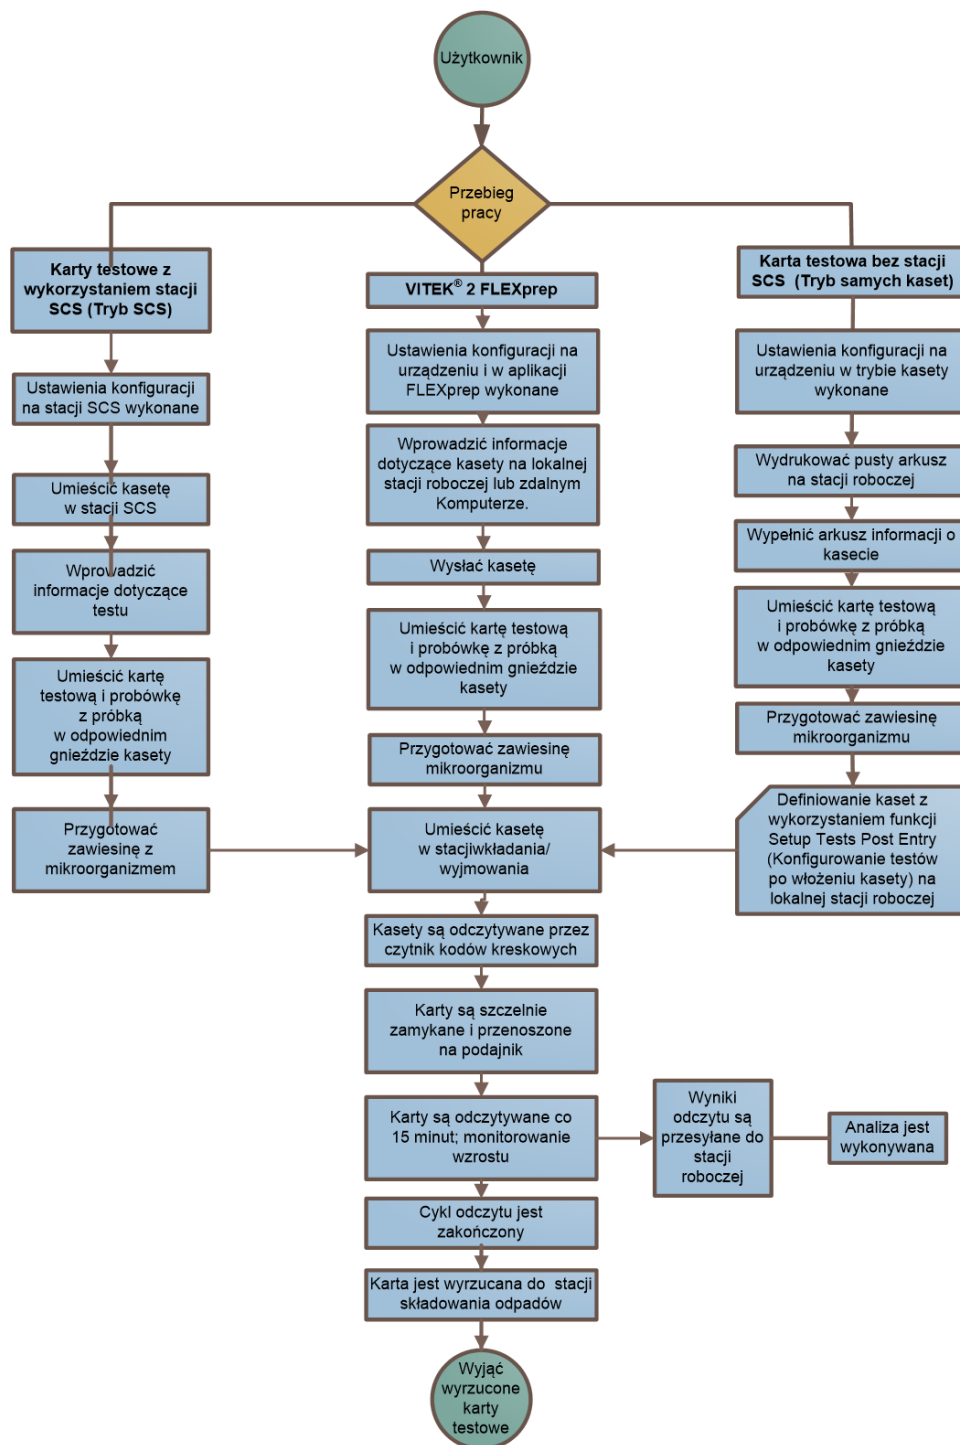 Użytkownik
Przebieg
pracy
Karty testowe z
wykorzystaniem stacji
SCS (Tryb SCS)
Ustawienia konfiguracji
na stacji SCS wykonane
Umieścić kasetę
w stacji SCS
Wprowadzić
informacje dotyczące
testu
Umieścić kartę
testową i probówkę
z próbką
w odpowiednim
gnieździe kasety
Przygotować
zawiesinę z
mikroorganizmem
VITEK® 2 FLEXprep
Ustawienia konfiguracji na
urządzeniu i w aplikacji
FLEXprep wykonane
Wprowadzić informacje
dotyczące kasety na lokalnej
stacji roboczej lub zdalnym
Komputerze.
Wysłać kasetę
Umieścić kartę testową
i probówkę z próbką
w odpowiednim gnieździe
kasety
Przygotować zawiesinę
mikroorganizmu
Umieścić kasetę
w stacjiwkładania/
wyjmowania
Karta testowa bez stacji
SCS (Tryb samych kaset)
Ustawienia konfiguracji na
urządzeniu w trybie kasety
wykonane
Wydrukować pusty arkusz
na stacji roboczej
Wypełnić arkusz informacji o
kasecie
Umieścić kartę testową
i probówkę z próbką
w odpowiednim gnieździe
kasety
Przygotować zawiesinę
mikroorganizmu
Definiowanie kaset z
wykorzystaniem funkcji
Setup Tests Post Entry
(Konfigurowanie testów
po włożeniu kasety) na
lokalnej stacji roboczej
Kasety są odczytywane przez
czytnik kodów kreskowych
Karty są szczelnie
zamykane i przenoszone
na podajnik
Karty są odczytywane co
15 minut; monitorowanie
wzrostu
Wyniki
odczytu są
przesyłane do
stacji
roboczej
Analiza jest
wykonywana
Cykl odczytu jest
zakończony
Karta jest wyrzucana do stacji
składowania odpadów
Wyjąć
wyrzucone
karty
testowe